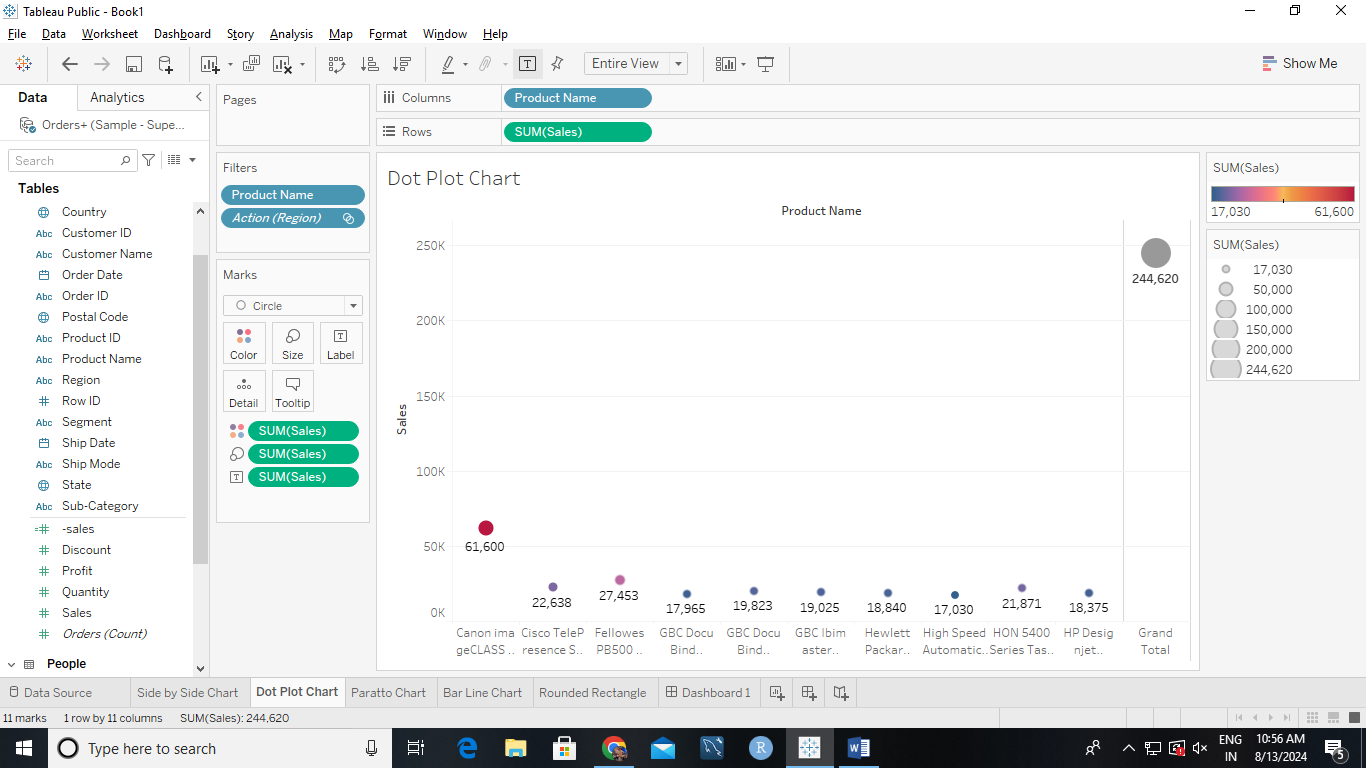 Tableau Public - Book1
File Data Worksheet Dashboard Story Analysis Map Format Window Help
Entire View
Show Me
Data Analytics
Orders+ (Sample - Supe...
Search
Tables
Country
Abc Customer ID
Abc Customer Name
Order Date
Abc Order ID
Postal Code
Abc Product ID
Abc Product Name
Abc Region
# Row ID
Abc Segment
Ship Date
Abc Ship Mode
State
Abc Sub-Category
=# -sales
# Discount
# Profit
# Quantity
# Sales
# Orders (Count)
People
Pages
Filters
Product Name
Action (Region)
Marks
Circle
Color Size Label
Detail Tooltip
SUM(Sales)
SUM(Sales)
SUM(Sales)
Columns Product Name
Rows SUM(Sales)
Dot Plot Chart
Product Name
250K
200K
150K
100K
50K
0K
Sales
244,620
61,600
22,638
27,453
17,965
19,823
19,025
18,840
17,030
21,871
18,375
Canon ima
geCLASS ..
Cisco TeleP
resence S..
Fellowes
PB500 ..
GBC Docu
Bind..
GBC Docu
Bind..
GBC Ibim
aster..
Hewlett
Packar..
High Speed
Automatic..
HON 5400
Series Tas..
HP Desig
njet..
Grand
Total
SUM(Sales)
17,030 61,600
SUM(Sales)
17,030
50,000
100,000
150,000
200,000
244,620
Data Source Side by Side Chart Dot Plot Chart Paratto Chart Bar Line Chart Rounded Rectangle Dashboard 1
11 marks 1 row by 11 columns SUM(Sales): 244,620
Type here to search
R
W
ENG
IN
10:56 AM
8/13/2024
5